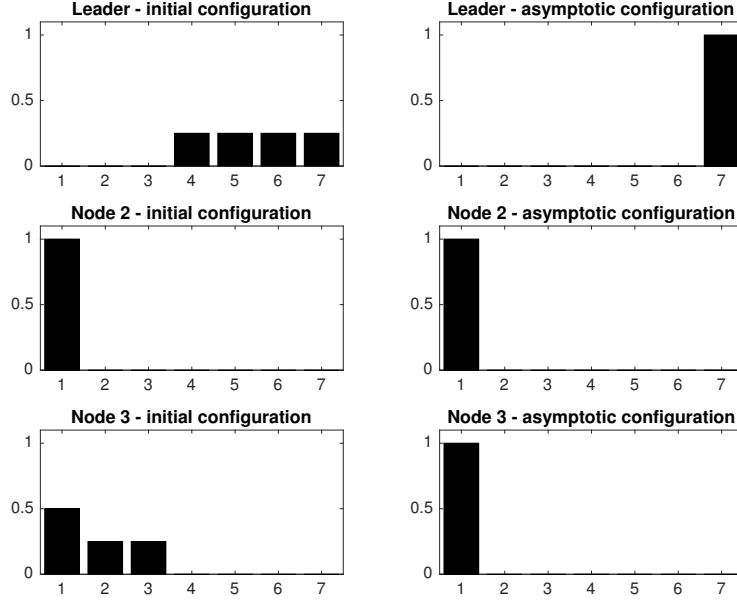 Leader - initial configuration
1
0.5
0
1 2 3 4 5 6 7
Leader - asymptotic configuration
1
0.5
0
1 2 3 4 5 6 7
Node 2 - initial configuration
1
0.5
0
1 2 3 4 5 6 7
Node 2 - asymptotic configuration
1
0.5
0
1 2 3 4 5 6 7
Node 3 - initial configuration
1
0.5
0
1 2 3 4 5 6 7
Node 3 - asymptotic configuration
1
0.5
0
1 2 3 4 5 6 7